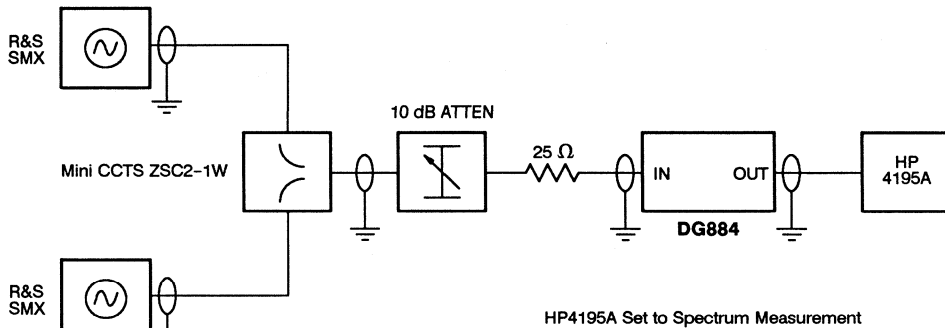 R&S
SMX
10 dB ATTEN
Mini CCTS ZSC2-1W
25 Ω
IN
OUT
HP
4195A
DG884
R&S
SMX
HP4195A Set to Spectrum Measurement